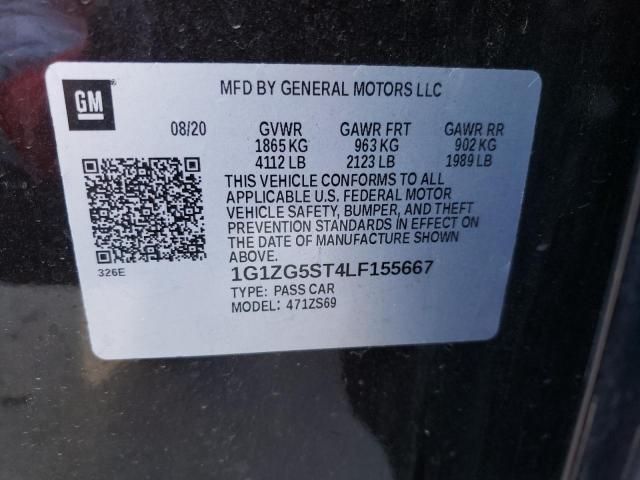 GM
MFD BY GENERAL MOTORS LLC
08/20 GVWR GAWR FRT GAWR RR
1865 KG 963 KG 902 KG
4112 LB 2123 LB 1989 LB
THIS VEHICLE CONFORMS TO ALL
APPLICABLE U.S. FEDERAL MOTOR
VEHICLE SAFETY, BUMPER, AND THEFT
PREVENTION STANDARDS IN EFFECT ON
THE DATE OF MANUFACTURE SHOWN
ABOVE.
326E
1G1ZG5ST4LF155667
TYPE: PASS CAR
MODEL: 471ZS69